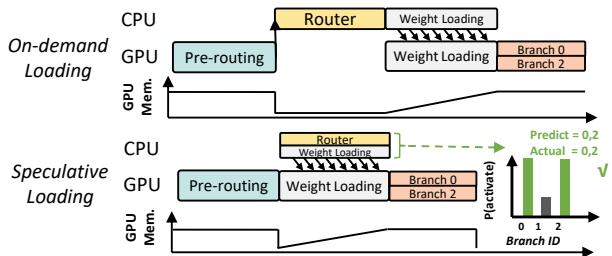 On-demand
Loading
CPU
Router
Weight Loading
GPU
Pre-routing
Weight Loading
Branch 0
Branch 2
GPU
Mem.
Speculative
Loading
CPU
Router
Weight Loading
GPU
Pre-routing
Weight Loading
Branch 0
Branch 2
GPU
Mem.
Predict = 0,2
Actual = 0,2
√
P(activate)
0 1 2
Branch ID